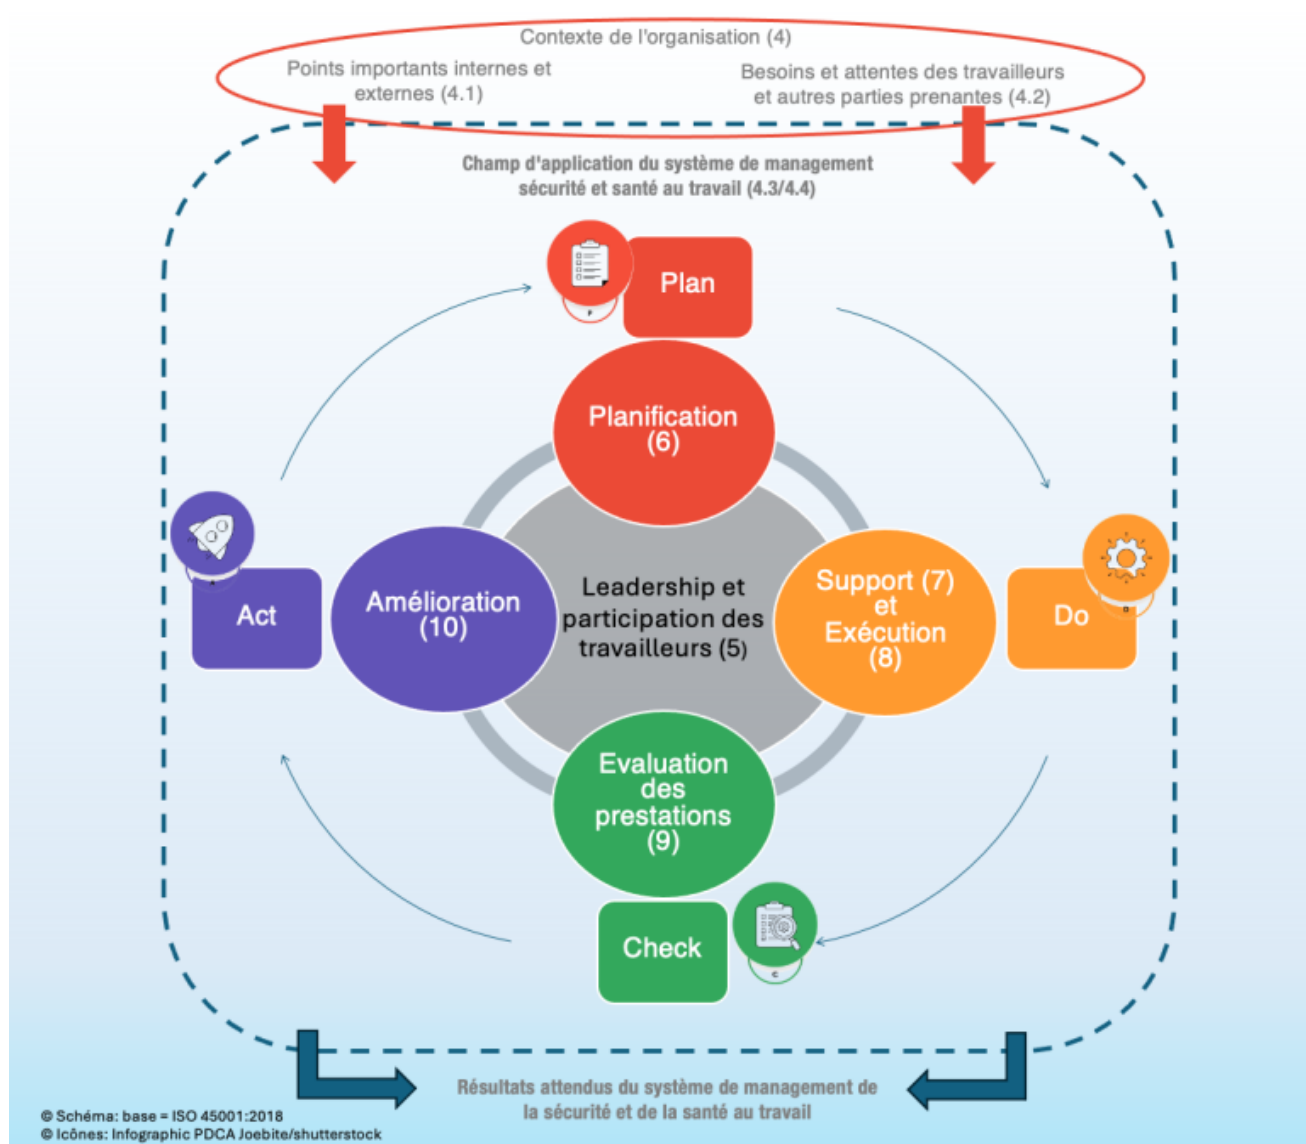 Contexte de l'organisation (4)
Points importants internes et
externes (4.1)
Besoins et attentes des travailleurs
et autres parties prenantes (4.2)
Champ d'application du système de management
sécurité et santé au travail (4.3/4.4)
P
Plan
Planification
(6)
Act
A
Amélioration
(10)
Leadership et
participation des
travailleurs (5)
Support (7)
et
Exécution
(8)
Do
D
Evaluation
des
prestations
(9)
Check
C
Résultats attendus du système de management de
la sécurité et de la santé au travail
© Schéma: base = ISO 45001:2018
© Icônes: Infographic PDCA Joebite/shutterstock